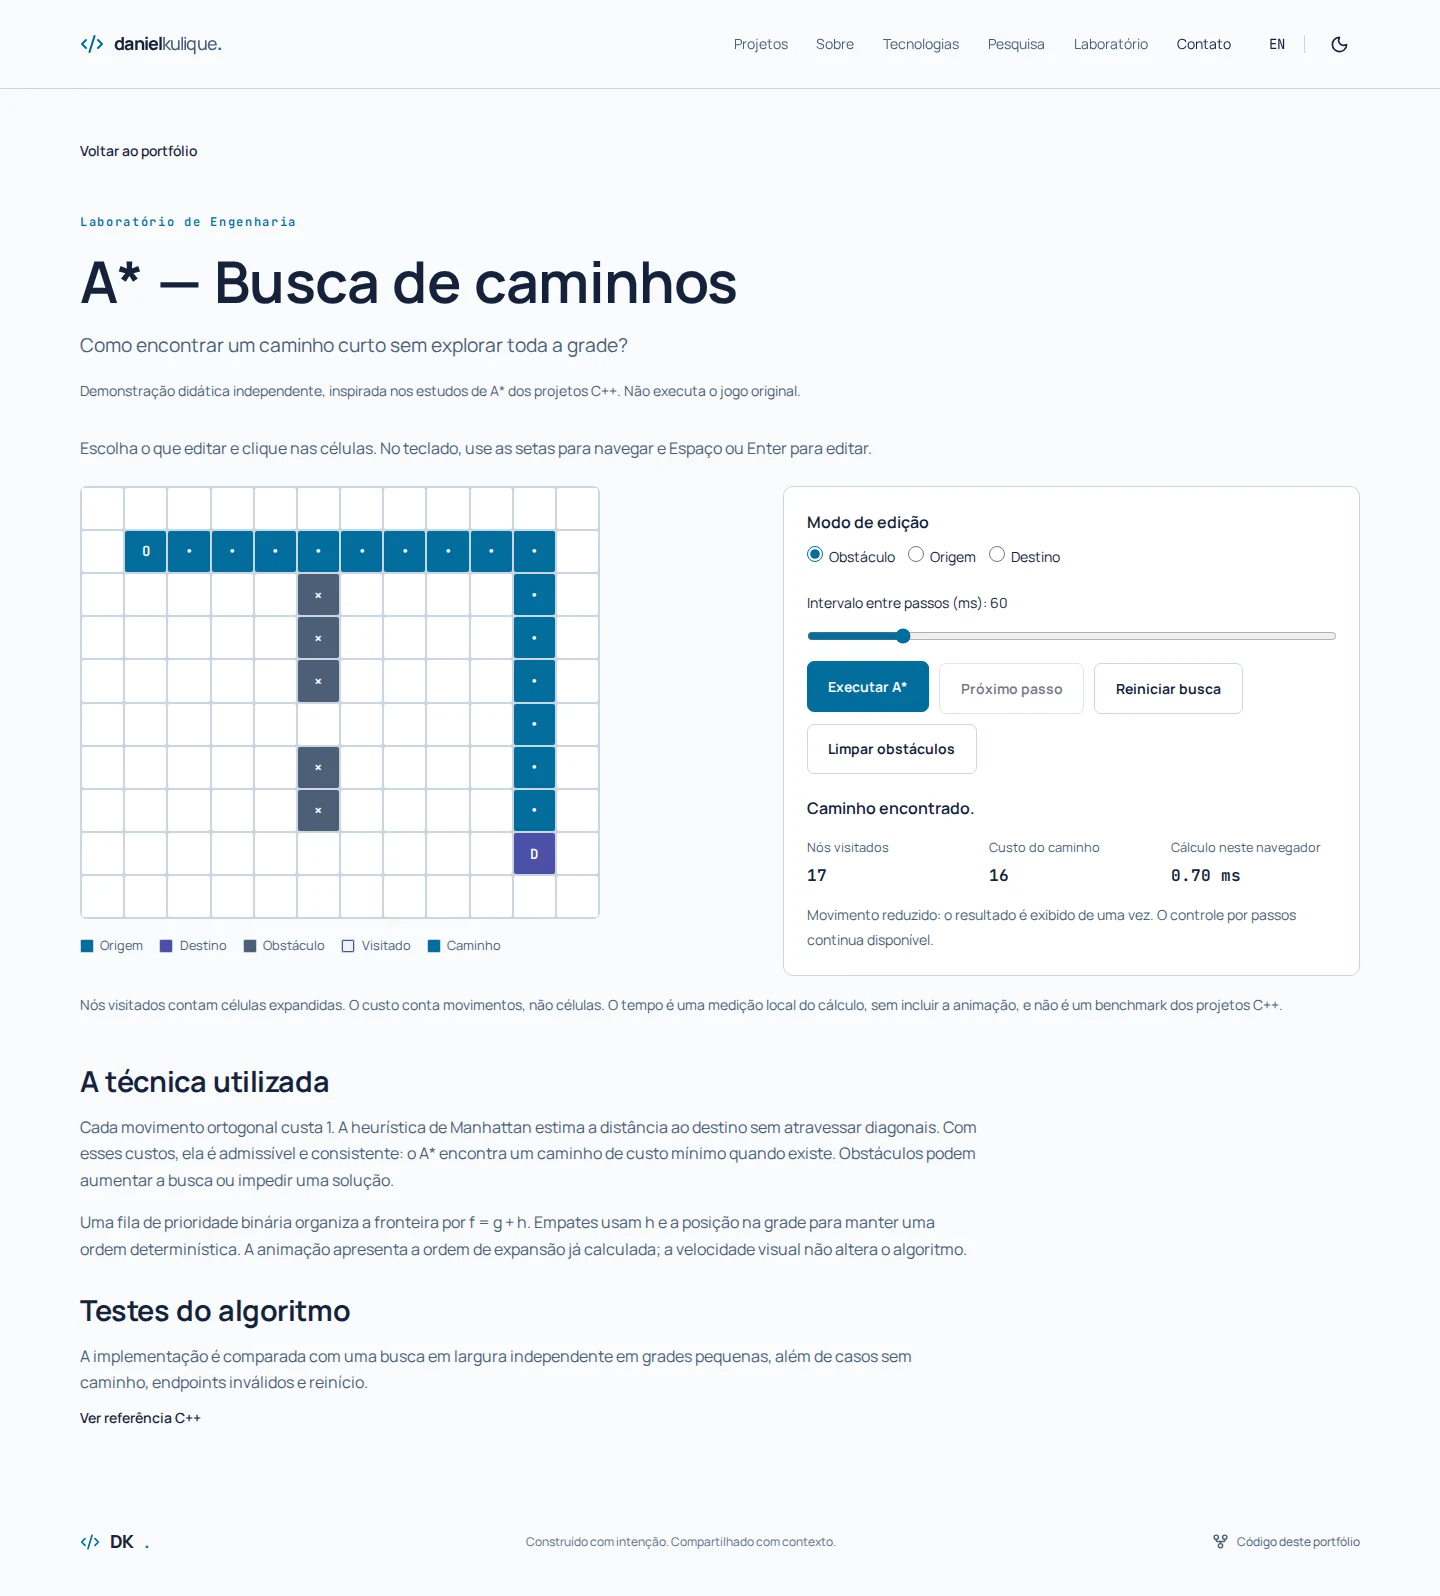 danielkulique.
Projetos Sobre Tecnologias Pesquisa Laboratório Contato EN
Voltar ao portfólio
Laboratório de Engenharia
A* — Busca de caminhos
Como encontrar um caminho curto sem explorar toda a grade?
Demonstração didática independente, inspirada nos estudos de A* dos projetos C++. Não executa o jogo original.
Escolha o que editar e clique nas células. No teclado, use as setas para navegar e Espaço ou Enter para editar.
O • • • • • • • • •
× •
× •
× •
•
× •
× •
D
Origem Destino Obstáculo Visitado Caminho
Modo de edição
Obstáculo Origem Destino
Intervalo entre passos (ms): 60
Executar A* Próximo passo Reiniciar busca
Limpar obstáculos
Caminho encontrado.
Nós visitados Custo do caminho Cálculo neste navegador
17 16 0.70 ms
Movimento reduzido: o resultado é exibido de uma vez. O controle por passos
continua disponível.
Nós visitados contam células expandidas. O custo conta movimentos, não células. O tempo é uma medição local do cálculo, sem incluir a animação, e não é um benchmark dos projetos C++.
A técnica utilizada
Cada movimento ortogonal custa 1. A heurística de Manhattan estima a distância ao destino sem atravessar diagonais. Com
esses custos, ela é admissível e consistente: o A* encontra um caminho de custo mínimo quando existe. Obstáculos podem
aumentar a busca ou impedir uma solução.
Uma fila de prioridade binária organiza a fronteira por f = g + h. Empates usam h e a posição na grade para manter uma
ordem determinística. A animação apresenta a ordem de expansão já calculada; a velocidade visual não altera o algoritmo.
Testes do algoritmo
A implementação é comparada com uma busca em largura independente em grades pequenas, além de casos sem
caminho, endpoints inválidos e reinício.
Ver referência C++
DK .
Construído com intenção. Compartilhado com contexto.
Código deste portfólio